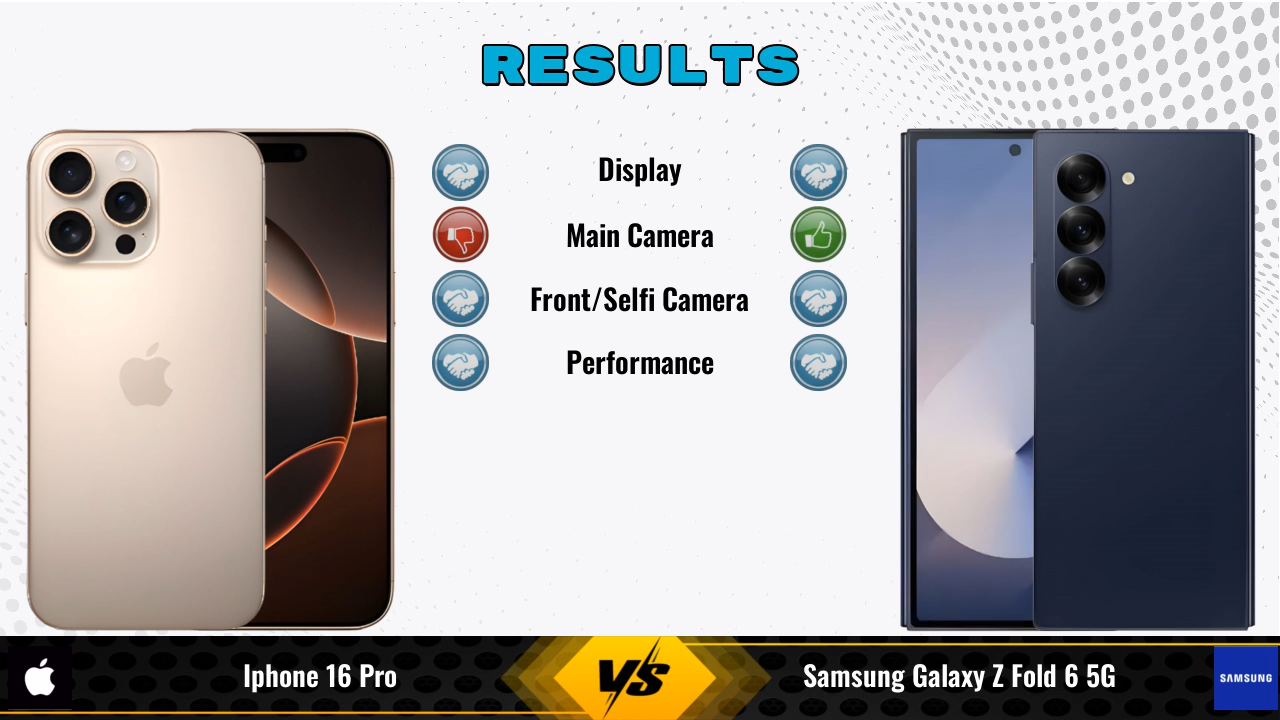 RESULTS
Display
Main Camera
Front/Selfi Camera
Performance
Iphone 16 Pro
VS
Samsung Galaxy Z Fold 6 5G
SAMSUNG